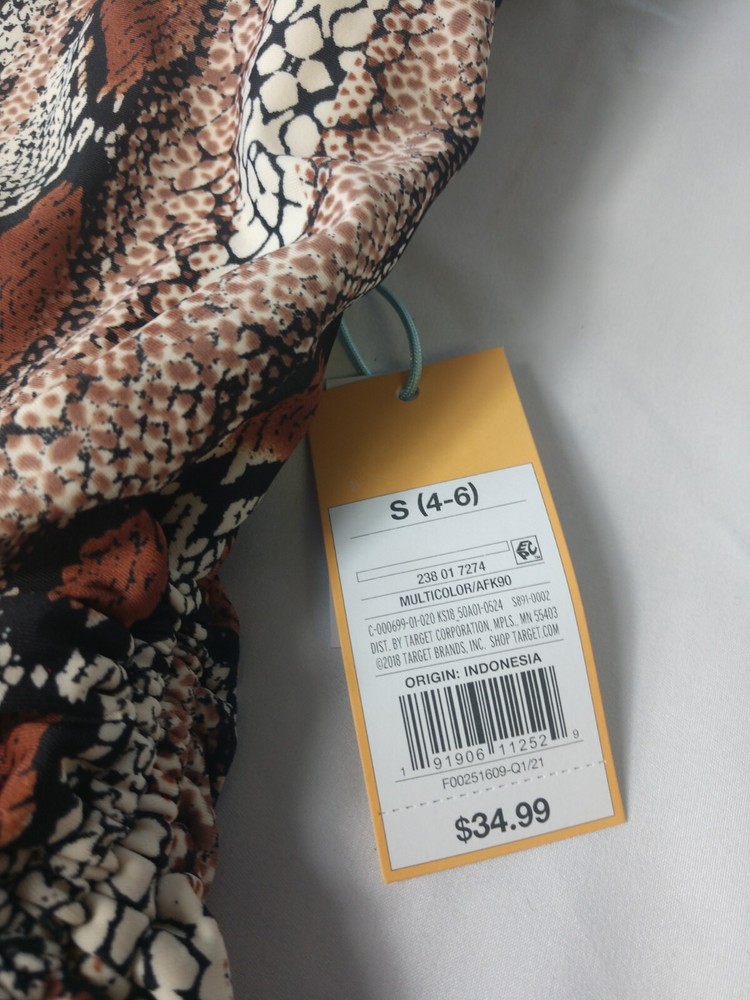 S (4-6)
EPC™
238 01 7274
MULTICOLOR/AFK90
C-000699-01-020 KS18_50A01-0524 S891-0002
DIST. BY TARGET CORPORATION, MPLS., MN 55403
©2018 TARGET BRANDS, INC. SHOP TARGET.COM
ORIGIN: INDONESIA
1 91906 11252 9
F00251609-Q1/21
$34.99